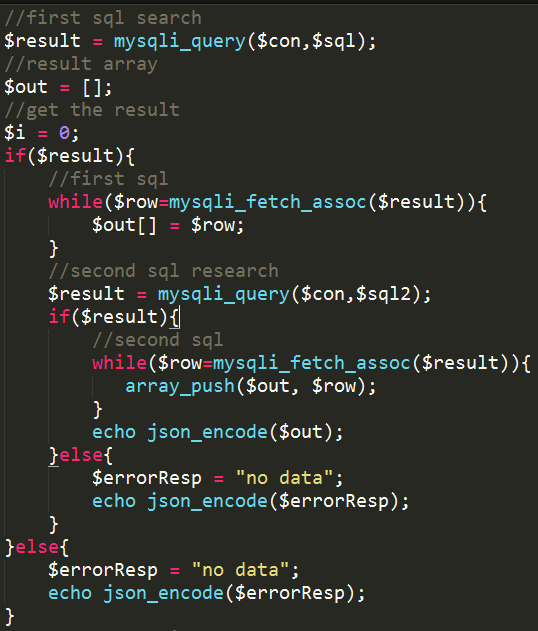 //first sql search
$result = mysqli_query($con,$sql);
//result array
$out = [];
//get the result
$i = 0;
if($result){
    //first sql
    while($row=mysqli_fetch_assoc($result)){
        $out[] = $row;
    }
    //second sql research
    $result = mysqli_query($con,$sql2);
    if($result){
        //second sql
        while($row=mysqli_fetch_assoc($result)){
           array_push($out, $row);
        }
        echo json_encode($out);
    }else{
        $errorResp = "no data";
        echo json_encode($errorResp);
    }
}else{
    $errorResp = "no data";
    echo json_encode($errorResp);
}